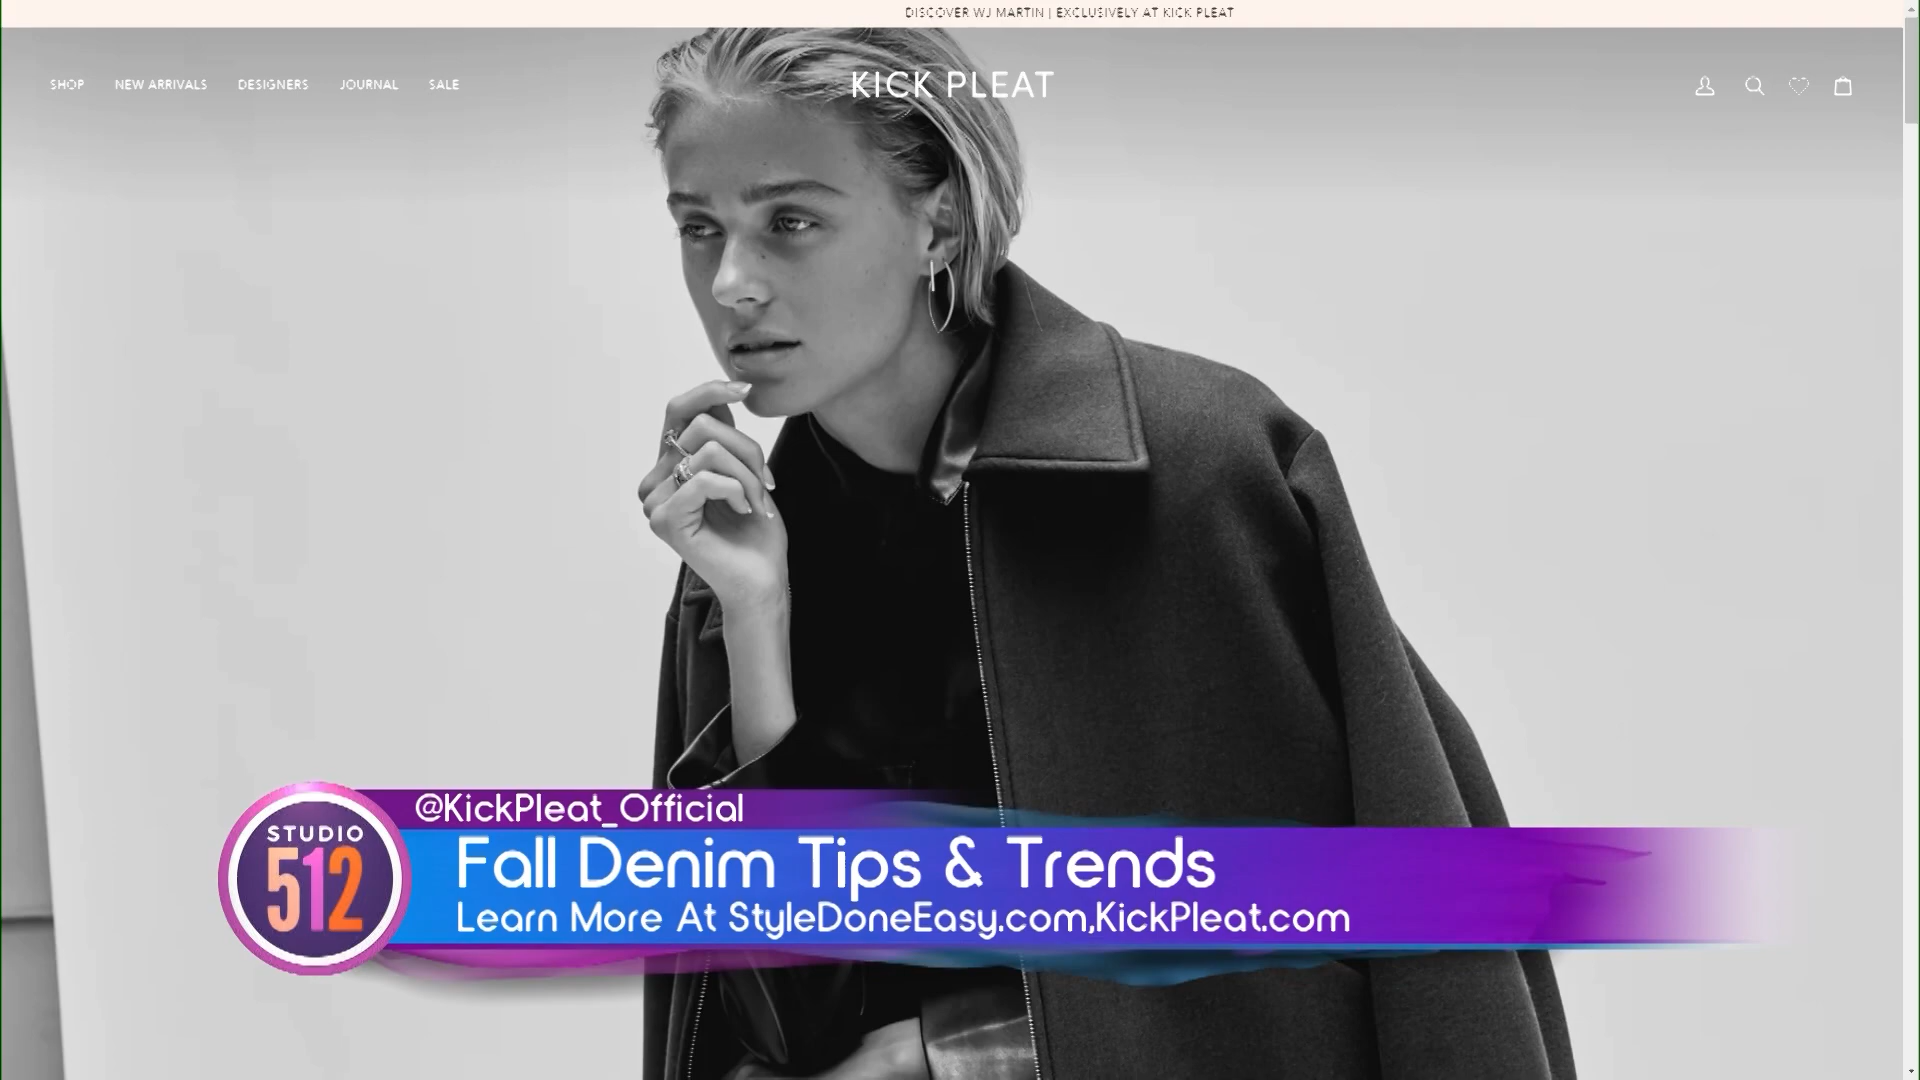 DISCOVER WJ MARTIN | EXCLUSIVELY AT KICK PLEAT
SHOP NEW ARRIVALS DESIGNERS JOURNAL SALE
KICK PLEAT
@KickPleat_Official
STUDIO
512
Fall Denim Tips & Trends
Learn More At StyleDoneEasy.com,KickPleat.com